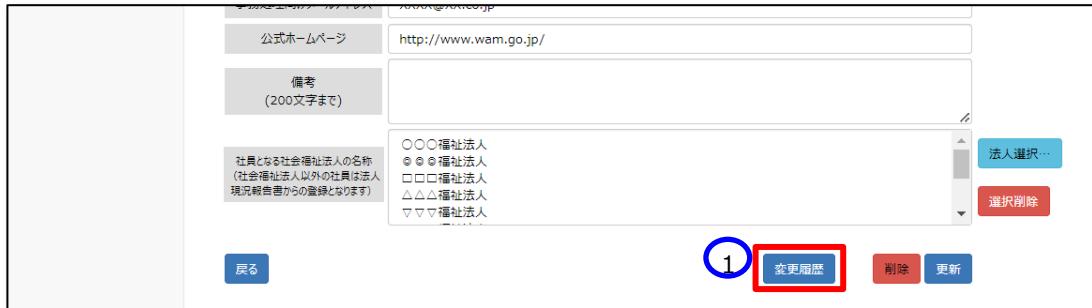 公式ホームページ
http://www.wam.go.jp/
備考
(200文字まで)
社員となる社会福祉法人の名称
(社会福祉法人以外の社員は法人
現況報告書からの登録となります)
○○○福祉法人
◎◎◎福祉法人
□□□福祉法人
△△△福祉法人
▽▽▽福祉法人
法人選択…
選択削除
戻る
1
変更履歴
削除
更新